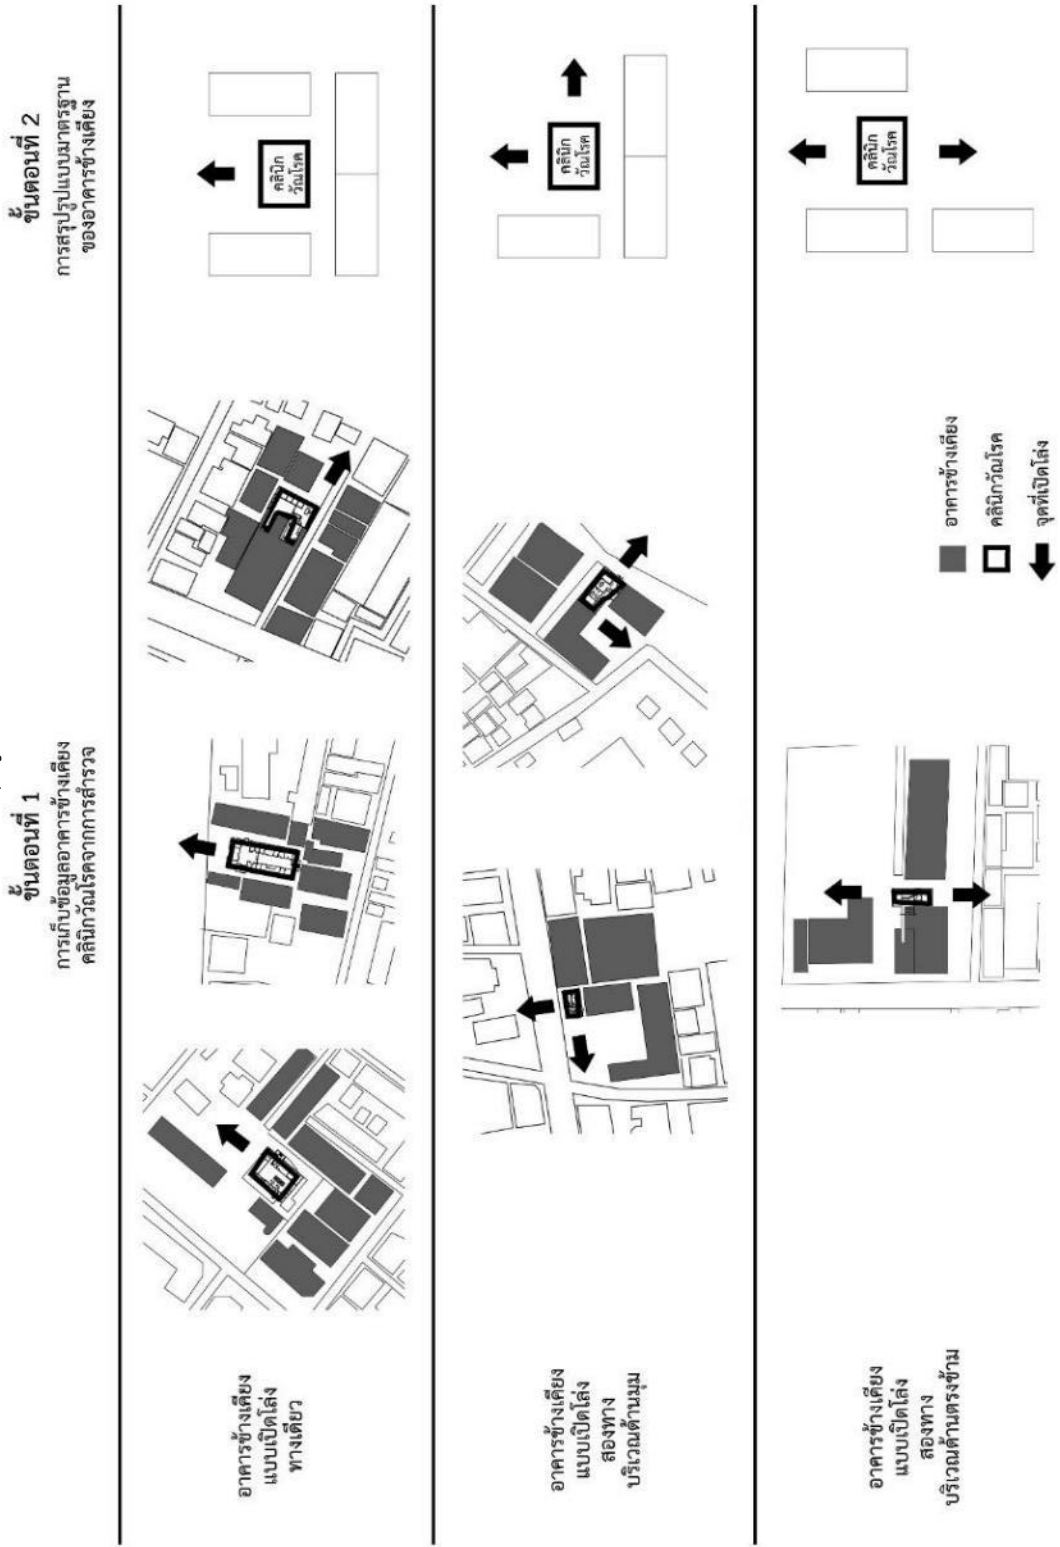 ขั้นตอนที่ 1
การเก็บข้อมูลอาคารข้างเคียง
คลินิกวัณโรคจากการสำรวจ
ขั้นตอนที่ 2
การสรุปรูปแบบมาตรฐาน
ของอาคารข้างเคียง
อาคารข้างเคียง
แบบเปิดโล่ง
ทางเดียว
คลินิก
วัณโรค
อาคารข้างเคียง
แบบเปิดโล่ง
สองทาง
บริเวณด้านมุม
คลินิก
วัณโรค
อาคารข้างเคียง
แบบเปิดโล่ง
สองทาง
บริเวณด้านตรงข้าม
คลินิก
วัณโรค
อาคารข้างเคียง
คลินิกวัณโรค
จุดที่เปิดโล่ง